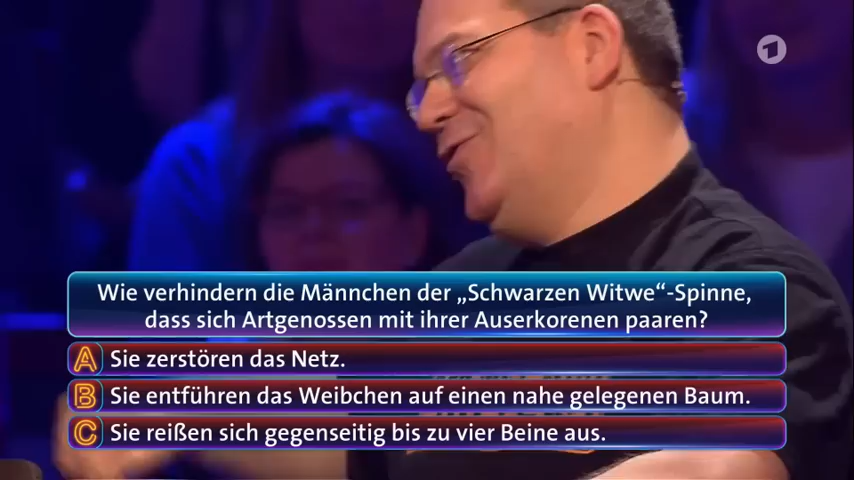 1
Wie verhindern die Männchen der „Schwarzen Witwe“-Spinne,
dass sich Artgenossen mit ihrer Auserkorenen paaren?
A Sie zerstören das Netz.
B Sie entführen das Weibchen auf einen nahe gelegenen Baum.
C Sie reißen sich gegenseitig bis zu vier Beine aus.